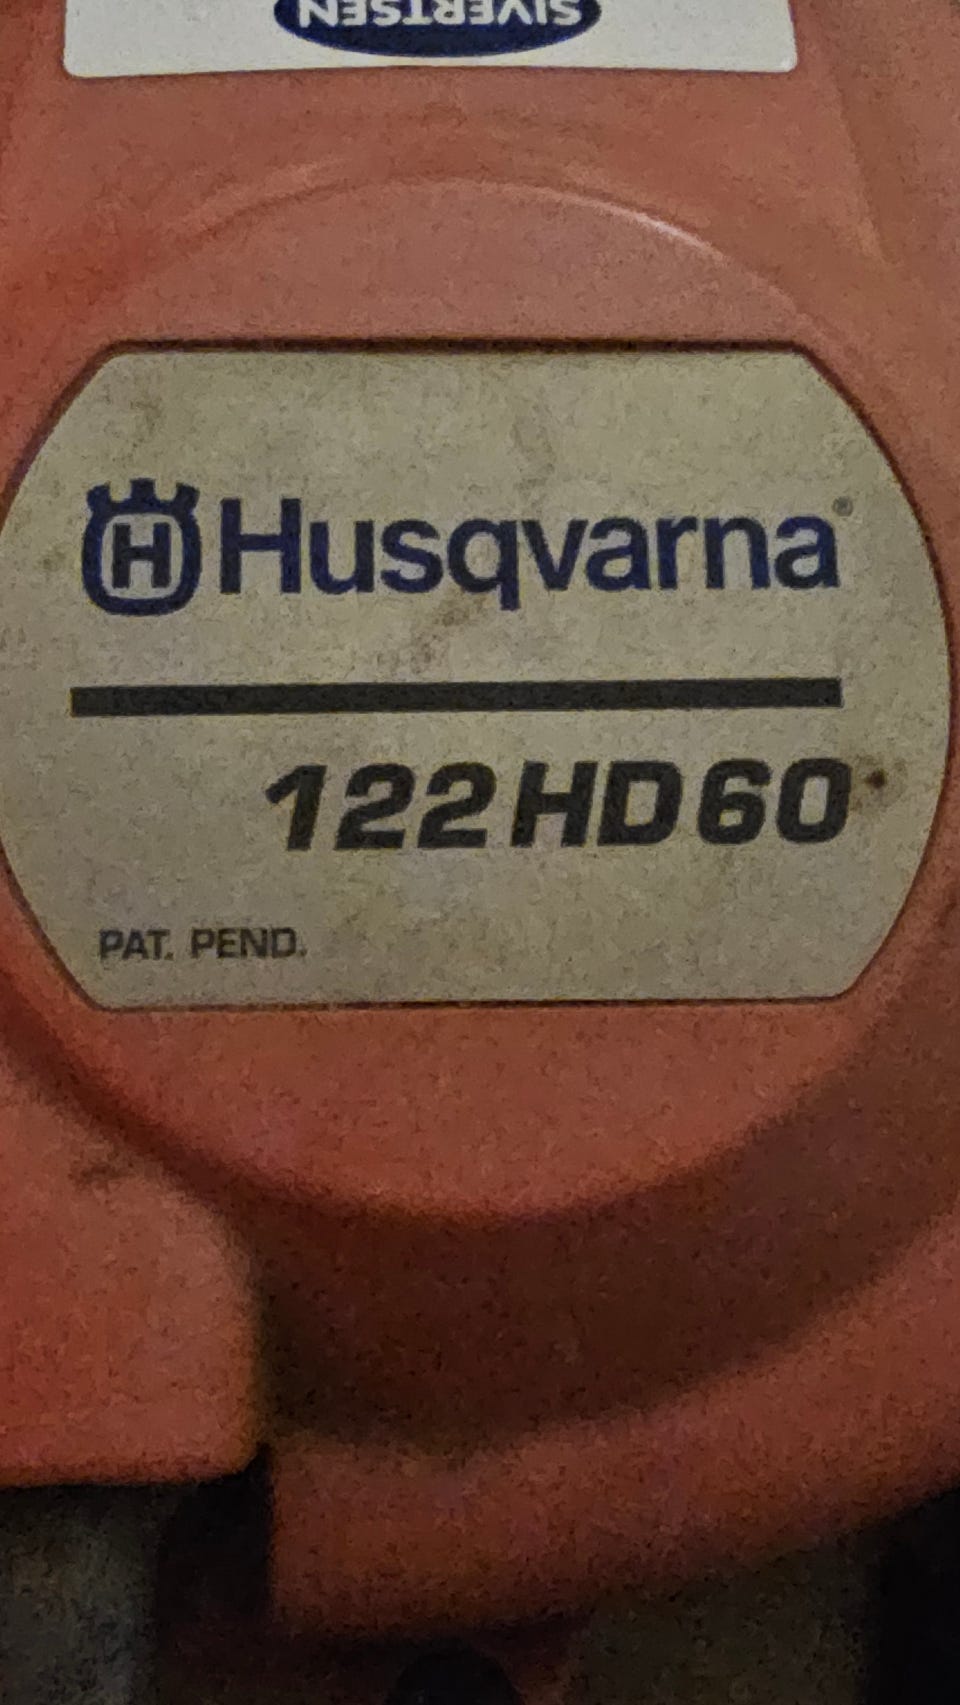 SIVERTSEN
H Husqvarna®
122HD60
PAT. PEND.